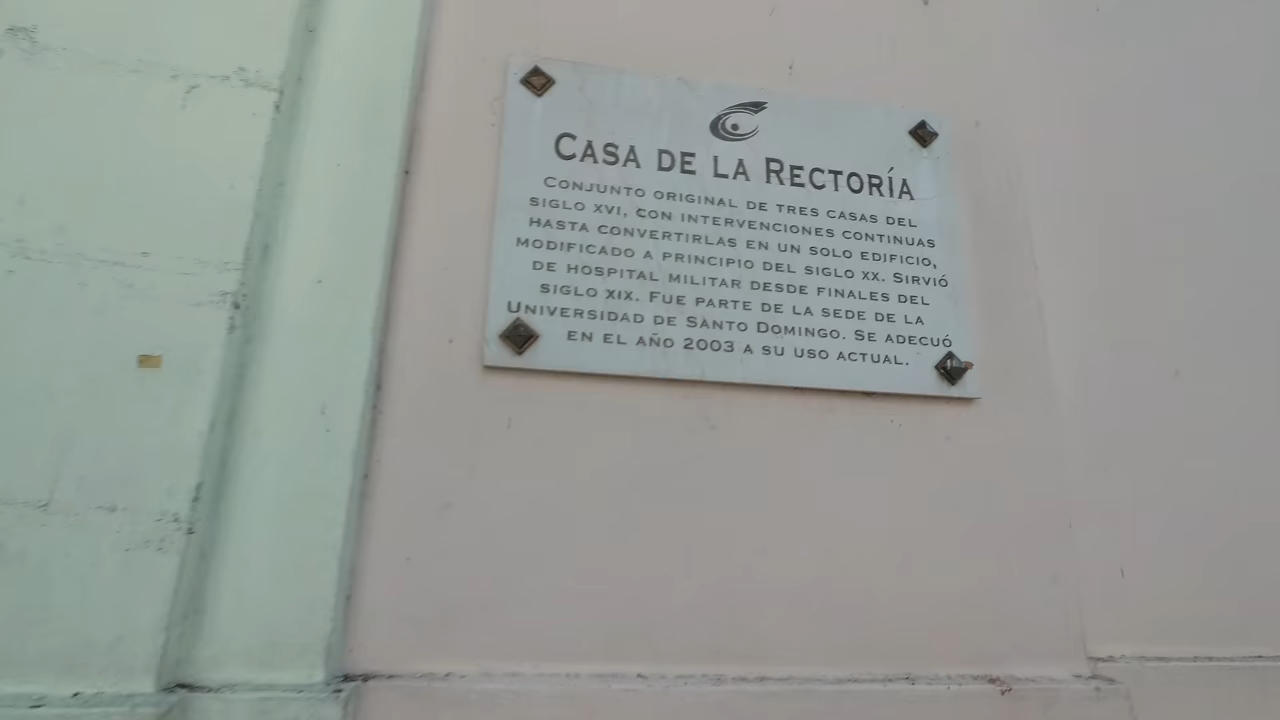 CASA DE LA RECTORÍA
CONJUNTO ORIGINAL DE TRES CASAS DEL
SIGLO XVI, CON INTERVENCIONES CONTINUAS
HASTA CONVERTIRLAS EN UN SOLO EDIFICIO,
MODIFICADO A PRINCIPIO DEL SIGLO XX. SIRVIÓ
DE HOSPITAL MILITAR DESDE FINALES DEL
SIGLO XIX. FUE PARTE DE LA SEDE DE LA
UNIVERSIDAD DE SANTO DOMINGO. SE ADECUÓ
EN EL AÑO 2003 A SU USO ACTUAL.